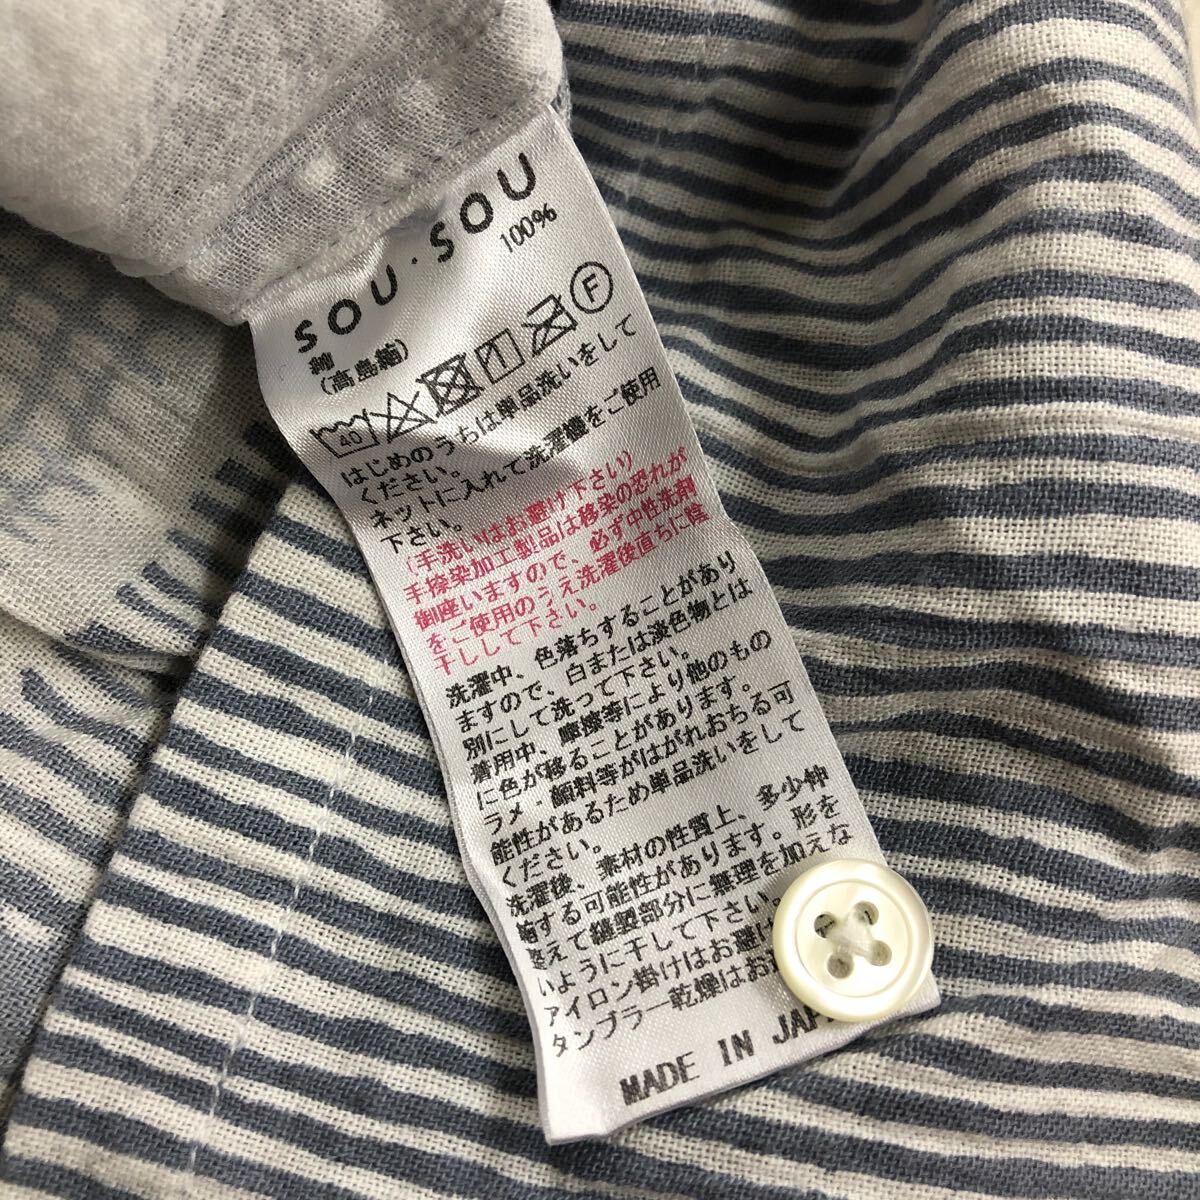 SOU・SOU
綿 100%
(高島縮)
40 F
はじめのうちは単品洗いをして
ください。
ネットに入れて洗濯機をご使用
下さい。
(手洗いはお避け下さい)
手捺染加工製品は移染の恐れが
御座いますので、必ず中性洗剤
をご使用のうえ洗濯後直ちに陰
干しして下さい。
洗濯中、色落ちすることがあり
ますので、白または淡色物とは
別にして洗って下さい。
着用中、摩擦等により他のもの
に色が移ることがあります。
ラメ・顔料等がはがれおちる可
能性があるため単品洗いをして
ください。
洗濯後、素材の性質上、多少伸
縮する可能性があります。形を
整えて縫製部分に無理を加えな
いように干して下さい。
アイロン掛けはお避け
タンブラー乾燥はお
MADE IN JAP